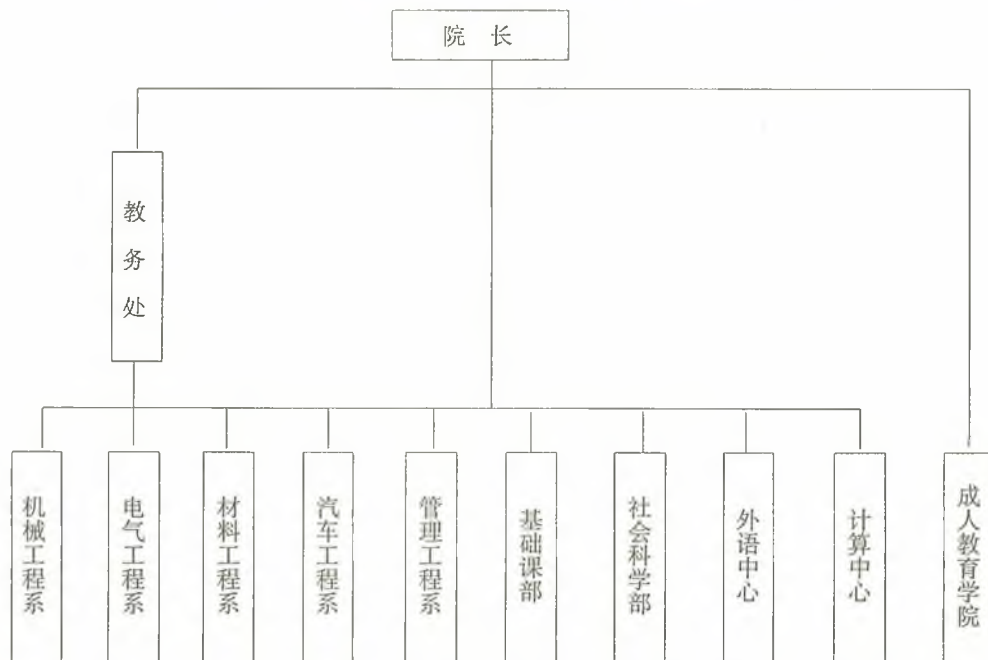 院 长
教务处
机械工程系
电气工程系
材料工程系
汽车工程系
管理工程系
基础课部
社会科学部
外语中心
计算中心
成人教育学院